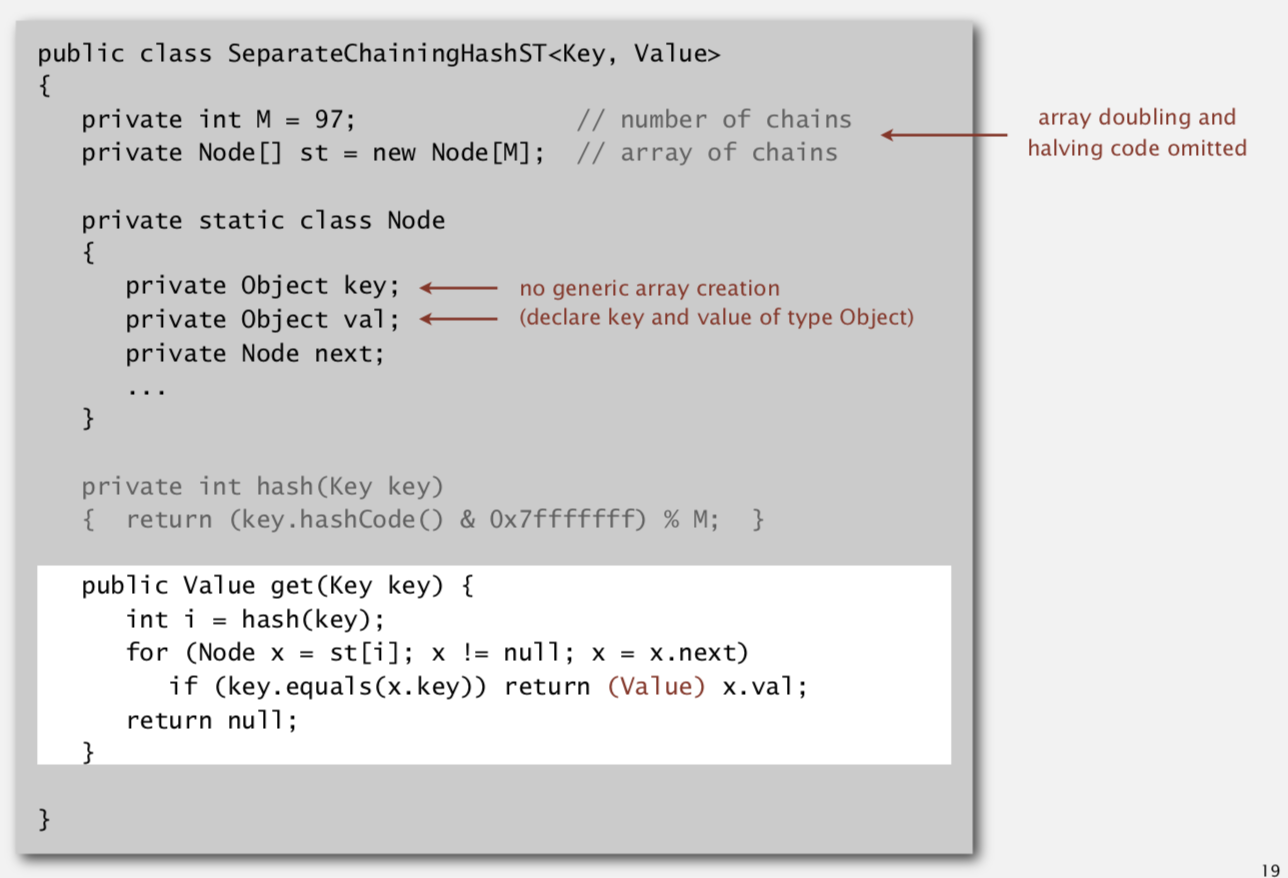 public class SeparateChainingHashST<Key, Value>
{
private int M = 97; // number of chains
private Node[] st = new Node[M]; // array of chains
array doubling and
halving code omitted
private static class Node
{
private Object key;
private Object val;
no generic array creation
(declare key and value of type Object)
private Node next;
...
}
private int hash(Key key)
{ return (key.hashCode() & 0x7fffffff) % M; }
public Value get(Key key) {
int i = hash(key);
for (Node x = st[i]; x != null; x = x.next)
if (key.equals(x.key)) return (Value) x.val;
return null;
}
}
19